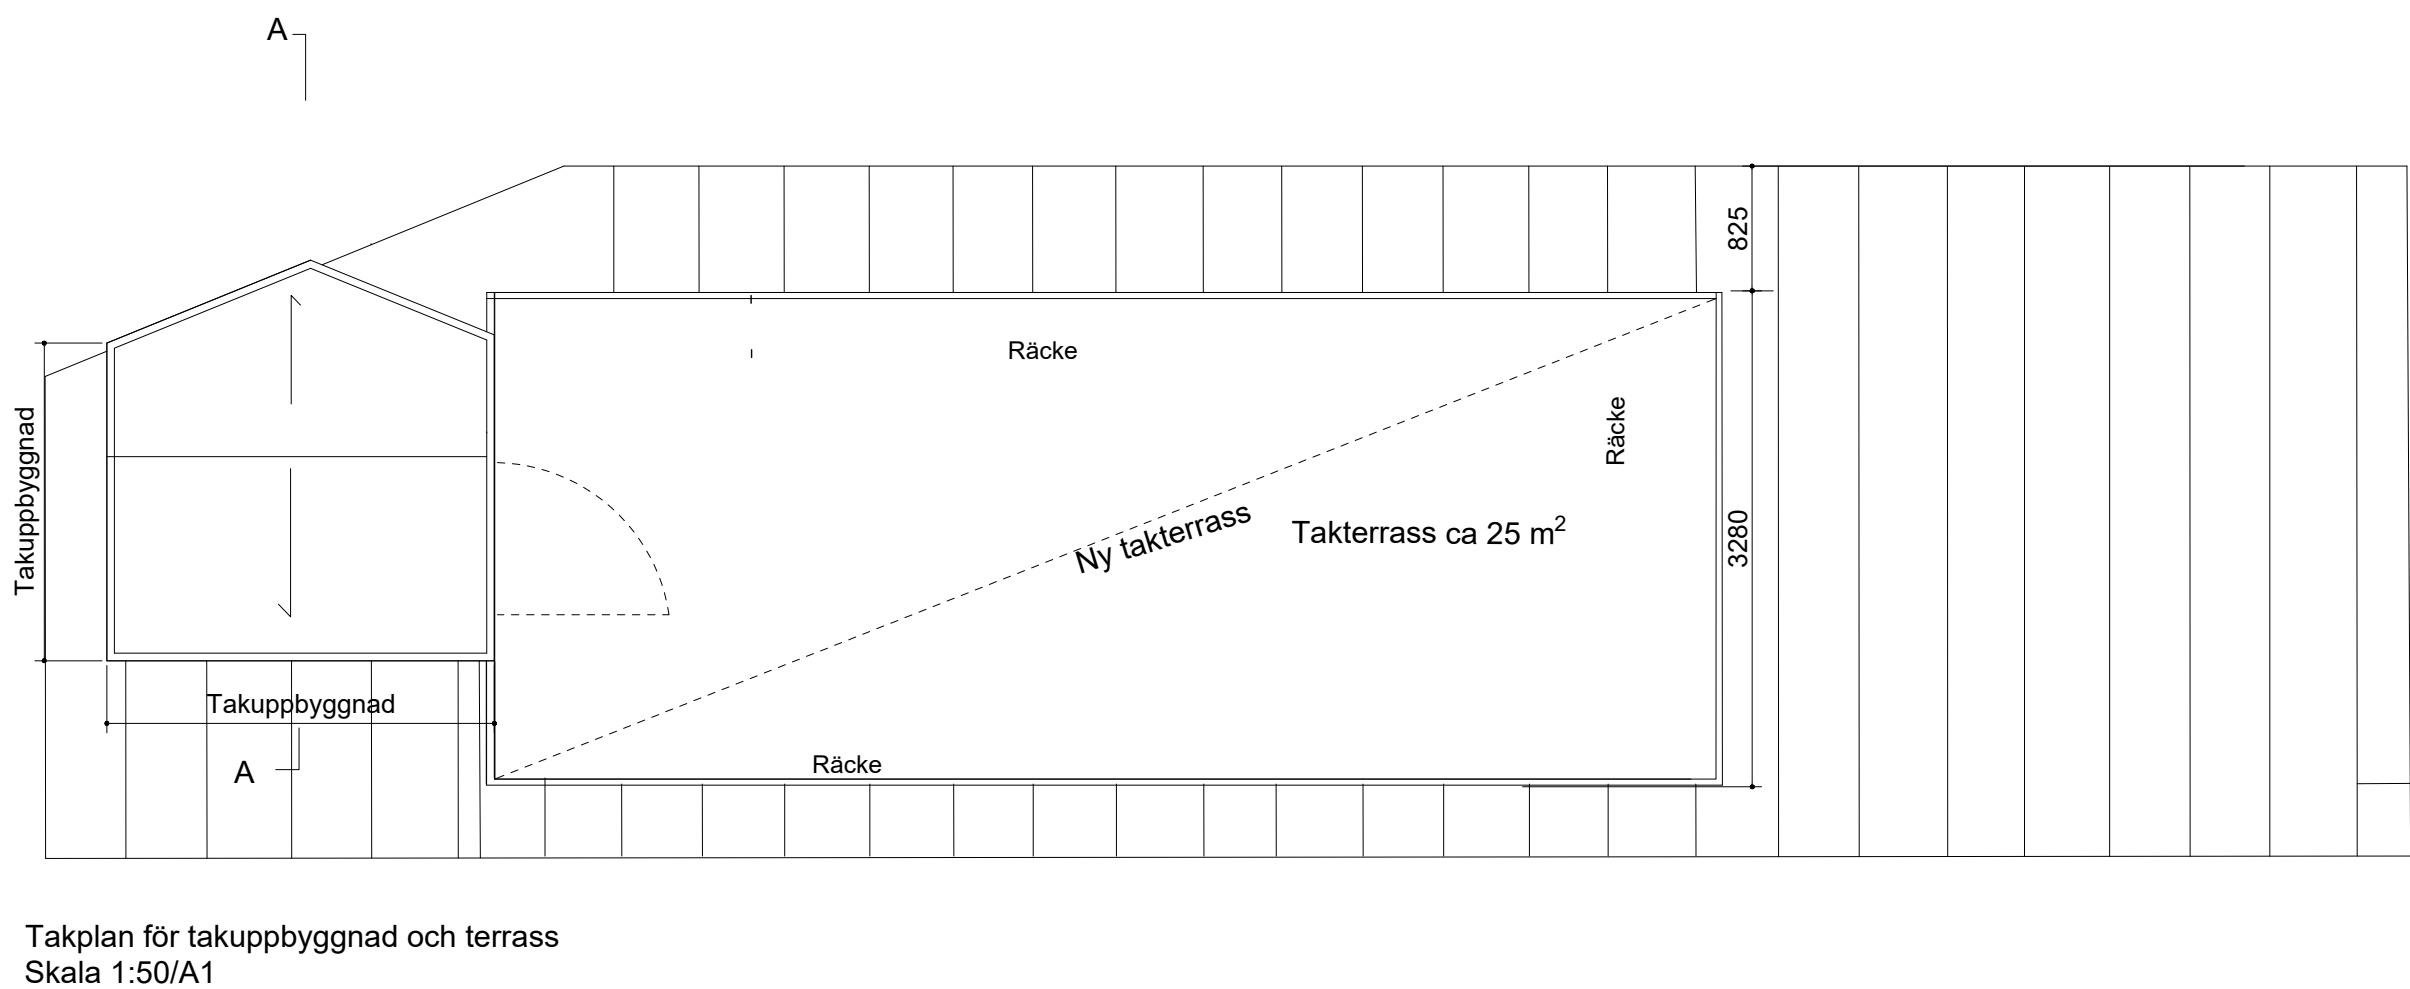 A
825
Räcke
Räcke
Takuppbyggnad
Ny takterrass
Takterrass ca 25 m²
3280
Takuppbyggnad
A
Räcke
Takplan för takuppbyggnad och terrass
Skala 1:50/A1